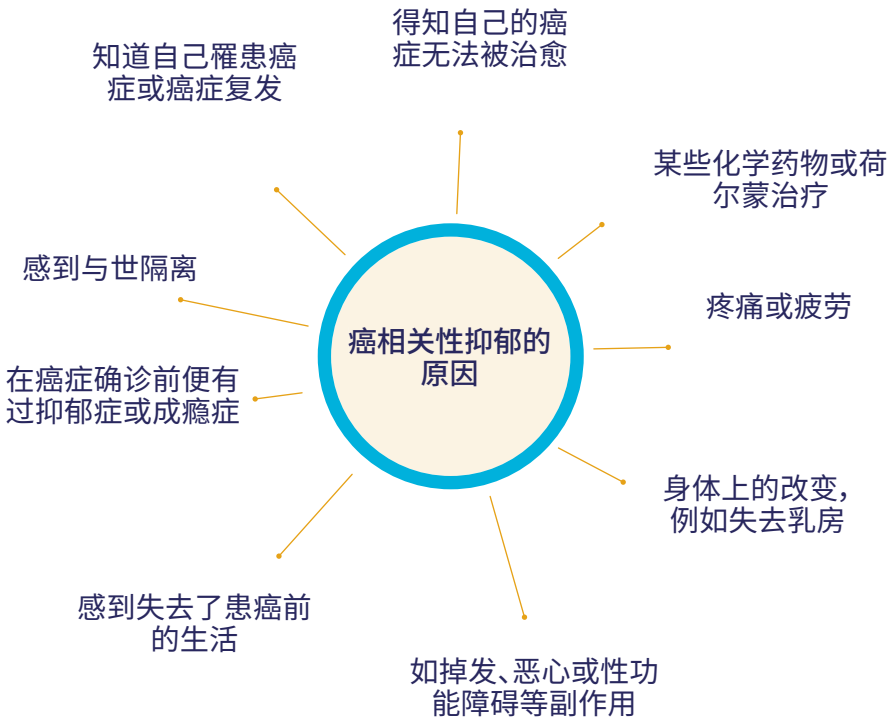 得知自己的癌
症无法被治愈
知道自己罹患癌
症或癌症复发
某些化学药物或荷
尔蒙治疗
感到与世隔离
疼痛或疲劳
癌相关性抑郁的
原因
在癌症确诊前便有
过抑郁症或成瘾症
身体上的改变，
例如失去乳房
感到失去了患癌前
的生活
如掉发、恶心或性功
能障碍等副作用